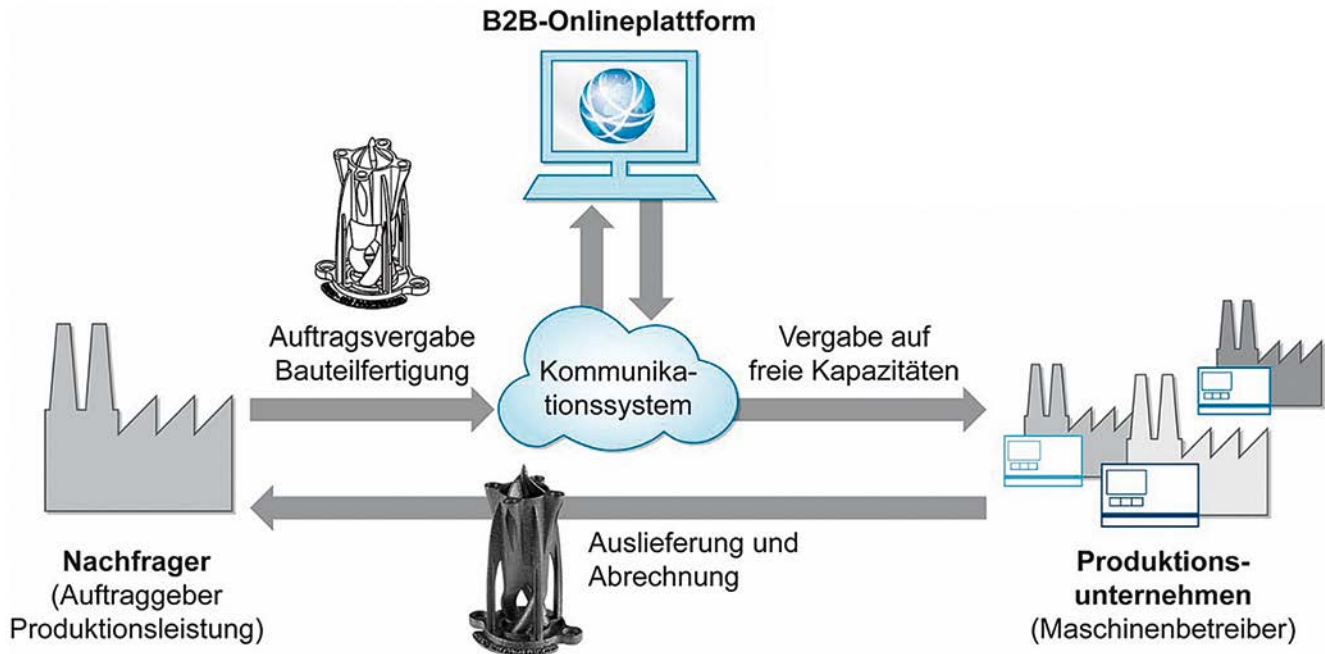 B2B-Onlineplattform
Auftragsvergabe
Bauteilfertigung
Kommunika-
tionssystem
Vergabe auf
freie Kapazitäten
Auslieferung und
Abrechnung
Nachfrager
(Auftraggeber
Produktionsleistung)
Produktions-
unternehmen
(Maschinenbetreiber)